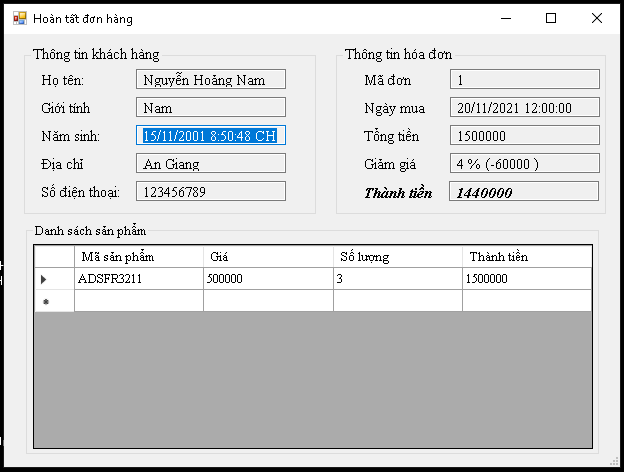 Hoàn tất đơn hàng
Thông tin khách hàng
Họ tên: Nguyễn Hoàng Nam
Giới tính Nam
Năm sinh: 15/11/2001 8:50:48 CH
Địa chỉ An Giang
Số điện thoại: 123456789
Thông tin hóa đơn
Mã đơn 1
Ngày mua 20/11/2021 12:00:00
Tổng tiền 1500000
Giảm giá 4 % (-60000 )
Thành tiền 1440000
Danh sách sản phẩm
Mã sản phẩm Giá Số lượng Thành tiền
ADSFR3211 500000 3 1500000